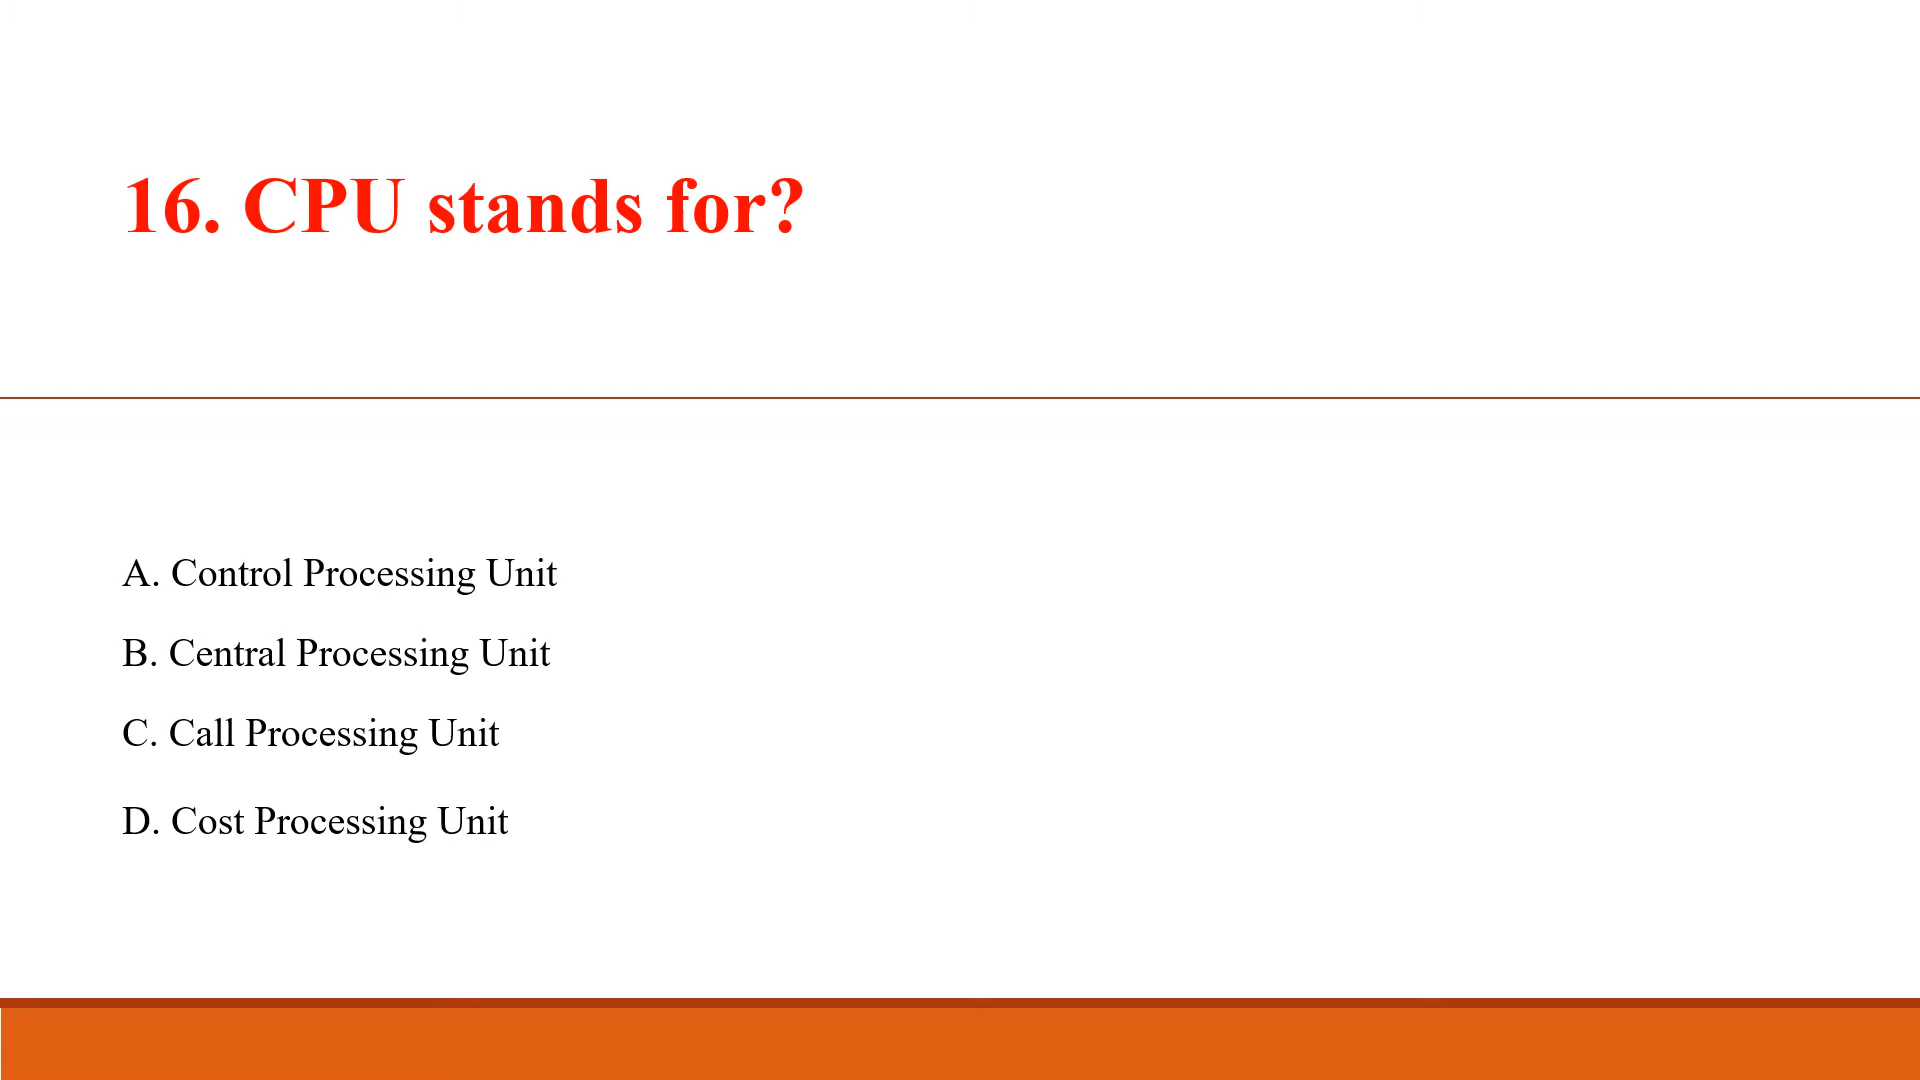 16. CPU stands for?
A. Control Processing Unit
B. Central Processing Unit
C. Call Processing Unit
D. Cost Processing Unit